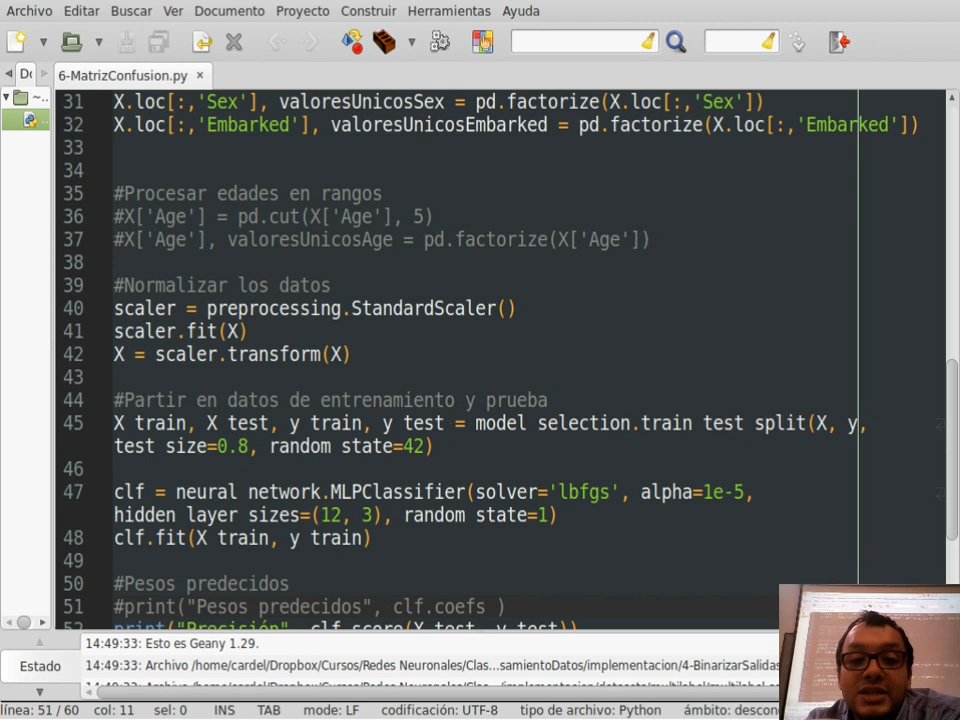 Archivo Editar Buscar Ver Documento Proyecto Construir Herramientas Ayuda
Dc
6-MatrizConfusion.py ×
~..
31 X.loc[:,'Sex'], valoresUnicosSex = pd.factorize(X.loc[:,'Sex'])
32 X.loc[:,'Embarked'], valoresUnicosEmbarked = pd.factorize(X.loc[:,'Embarked'])
33
34
35 #Procesar edades en rangos
36 #X['Age'] = pd.cut(X['Age'], 5)
37 #X['Age'], valoresUnicosAge = pd.factorize(X['Age'])
38
39 #Normalizar los datos
40 scaler = preprocessing.StandardScaler()
41 scaler.fit(X)
42 X = scaler.transform(X)
43
44 #Partir en datos de entrenamiento y prueba
45 X train, X test, y train, y test = model selection.train test split(X, y,
test size=0.8, random state=42)
46
47 clf = neural network.MLPClassifier(solver='lbfgs', alpha=1e-5,
hidden layer sizes=(12, 3), random state=1)
48 clf.fit(X train, y train)
49
50 #Pesos predecidos
51 #print("Pesos predecidos", clf.coefs )
52 print("Precisión", clf.score(X test, y test))
Estado
14:49:33: Esto es Geany 1.29.
14:49:33: Archivo /home/cardel/Dropbox/Cursos/Redes Neuronales/Clas...samientoDatos/implementacion/4-BinarizarSalidas
línea: 51 / 60 col: 11 sel: 0 INS TAB mode: LF codificación: UTF-8 tipo de archivo: Python ámbito: descon